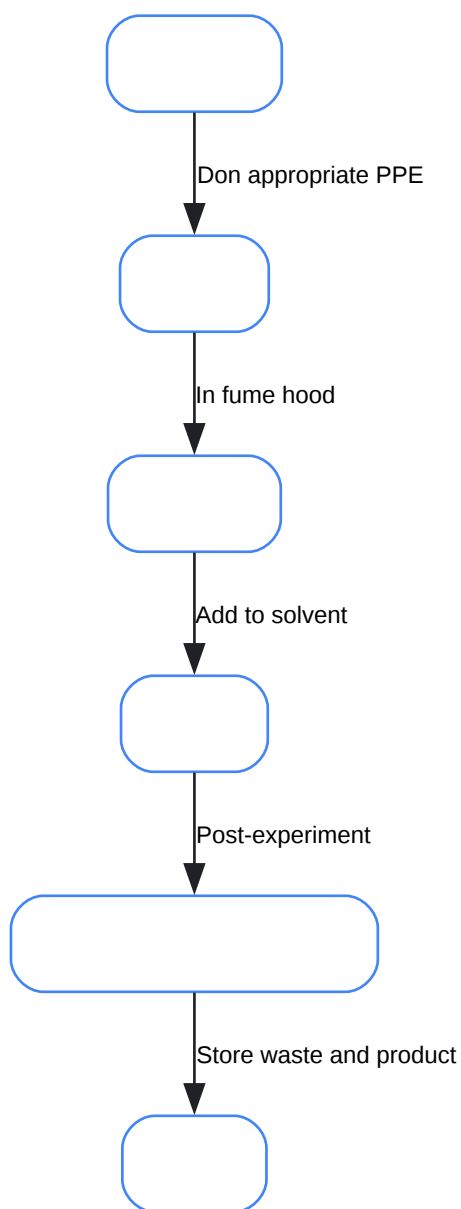 Don appropriate PPE
In fume hood
Add to solvent
Post-experiment
Store waste and product